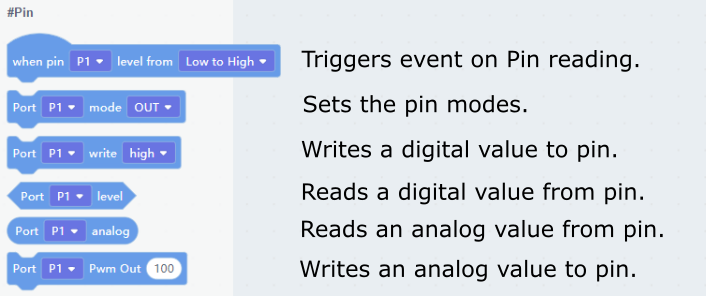 #Pin
when pin P1 level from Low to High Triggers event on Pin reading.
Port P1 mode OUT Sets the pin modes.
Port P1 write high Writes a digital value to pin.
Port P1 level Reads a digital value from pin.
Port P1 analog Reads an analog value from pin.
Port P1 Pwm Out 100 Writes an analog value to pin.